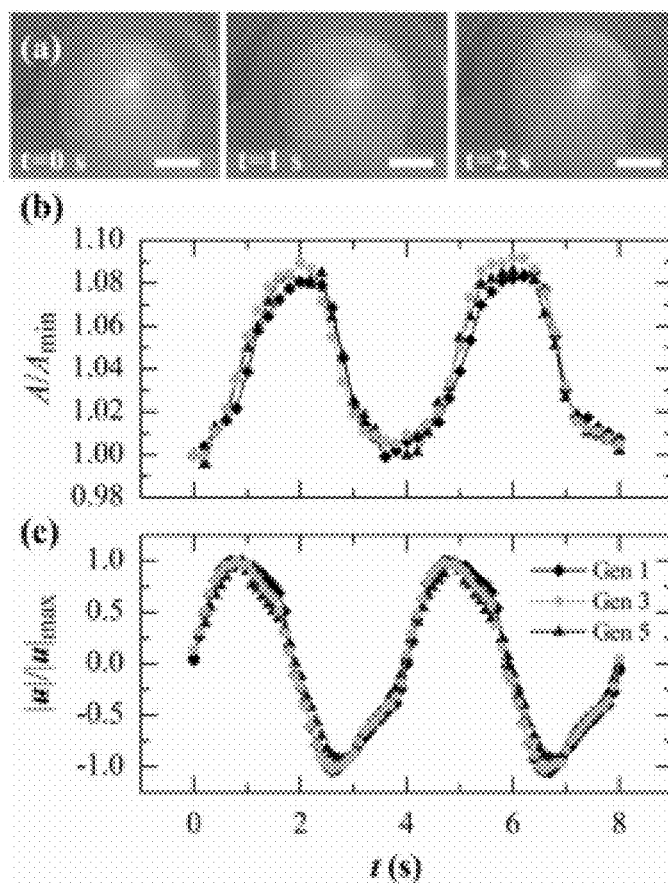 (a)
t=0 s
t=1 s
t=2 s
(b)
1.10
1.08
1.06
1.04
1.02
1.00
0.98
A/A min
(c)
1.0
0.5
0.0
-0.5
-1.0
|u|/|u|max
Gen 1
Gen 3
Gen 5
0 2 4 6 8
t (s)